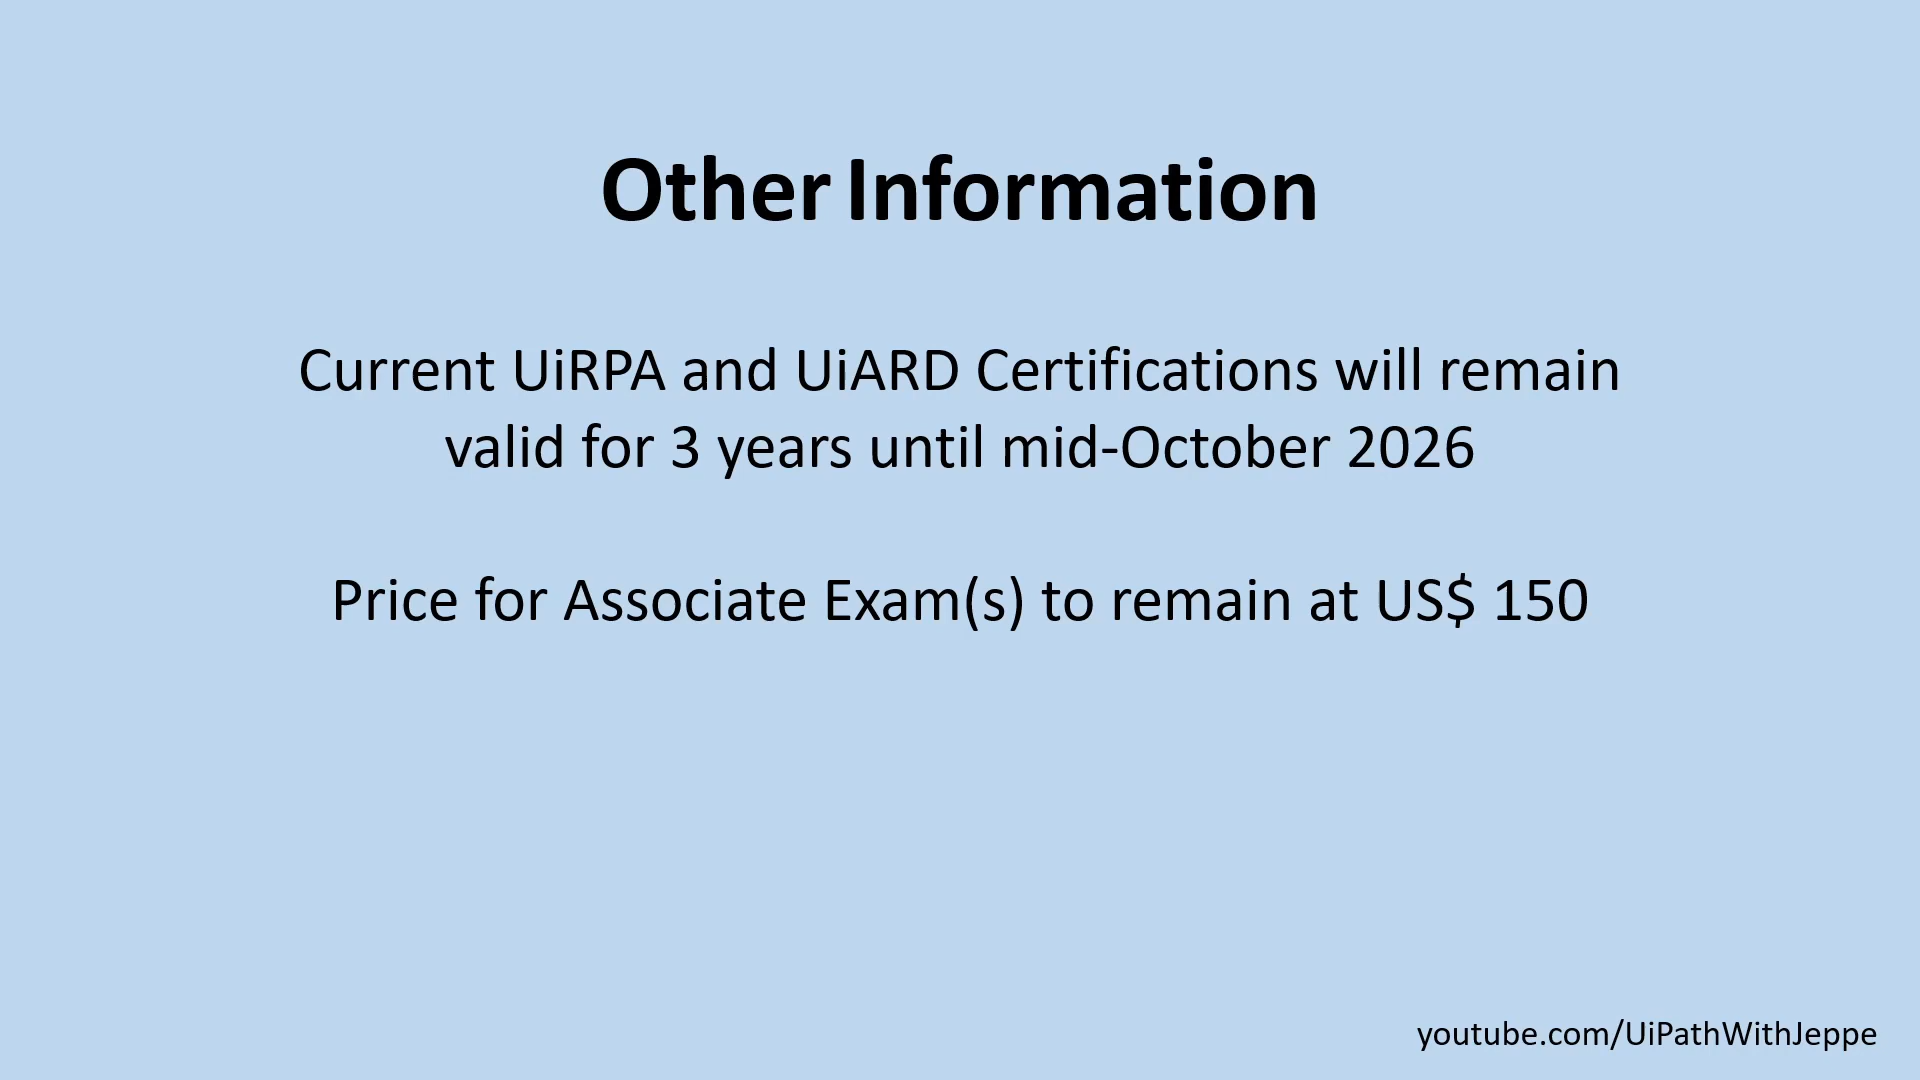 Other Information
Current UiRPA and UiARD Certifications will remain
valid for 3 years until mid-October 2026
Price for Associate Exam(s) to remain at US$ 150
youtube.com/UiPathWithJeppe